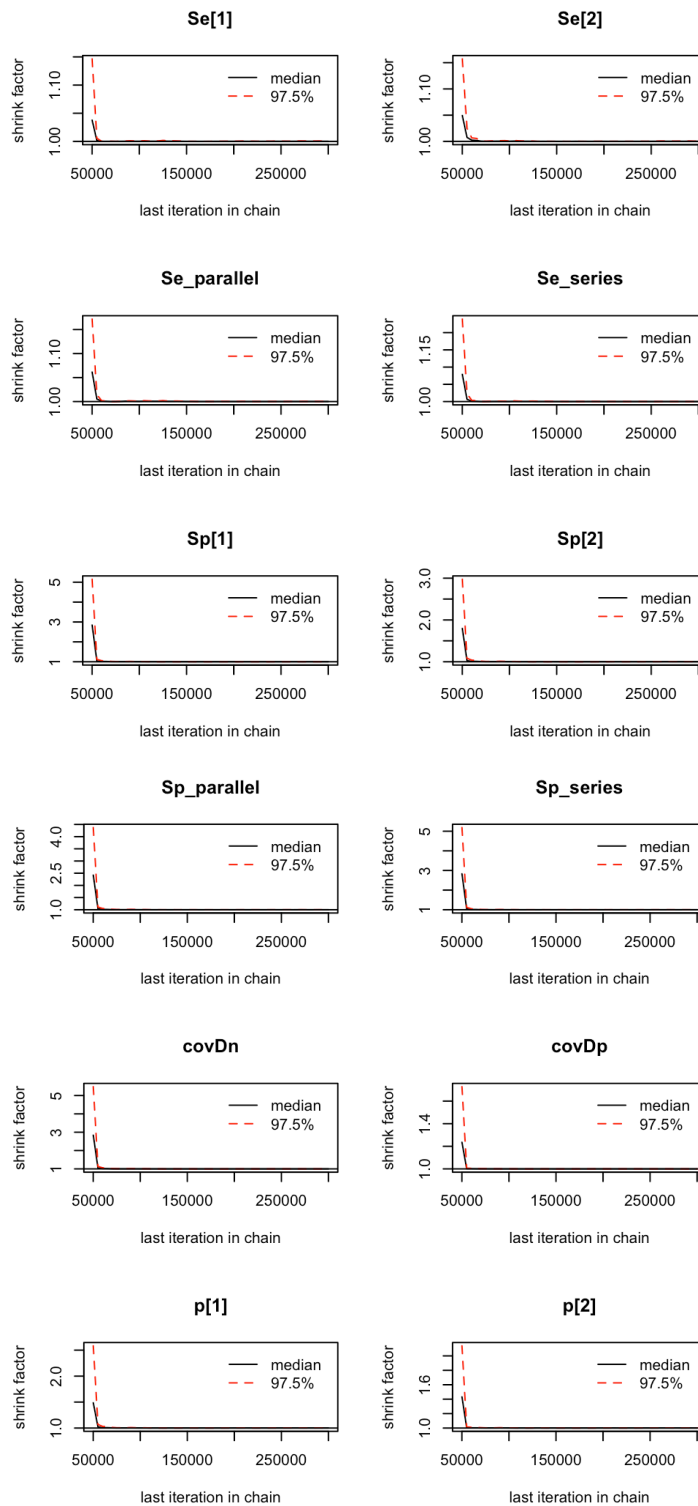 Se[1]
Se[2]
shrink factor
1.00
1.10
median
97.5%
50000
150000
250000
last iteration in chain
shrink factor
1.00
1.10
median
97.5%
50000
150000
250000
last iteration in chain
Se_parallel
Se_series
shrink factor
1.00
1.10
median
97.5%
50000
150000
250000
last iteration in chain
shrink factor
1.00
1.15
median
97.5%
50000
150000
250000
last iteration in chain
Sp[1]
Sp[2]
shrink factor
1
3
5
median
97.5%
50000
150000
250000
last iteration in chain
shrink factor
1.0
2.0
3.0
median
97.5%
50000
150000
250000
last iteration in chain
Sp_parallel
Sp_series
shrink factor
1.0
2.5
4.0
median
97.5%
50000
150000
250000
last iteration in chain
shrink factor
1
3
5
median
97.5%
50000
150000
250000
last iteration in chain
covDn
covDp
shrink factor
1
3
5
median
97.5%
50000
150000
250000
last iteration in chain
shrink factor
1.0
1.4
median
97.5%
50000
150000
250000
last iteration in chain
p[1]
p[2]
shrink factor
1.0
2.0
median
97.5%
50000
150000
250000
last iteration in chain
shrink factor
1.0
1.6
median
97.5%
50000
150000
250000
last iteration in chain